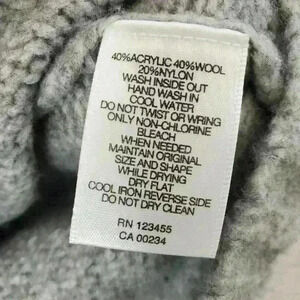 40%ACRYLIC 40%WOOL
20%NYLON
WASH INSIDE OUT
HAND WASH IN
COOL WATER
DO NOT TWIST OR WRING
ONLY NON-CHLORINE
BLEACH
WHEN NEEDED
MAINTAIN ORIGINAL
SIZE AND SHAPE
WHILE DRYING
DRY FLAT
COOL IRON REVERSE SIDE
DO NOT DRY CLEAN
RN 123455
CA 00234